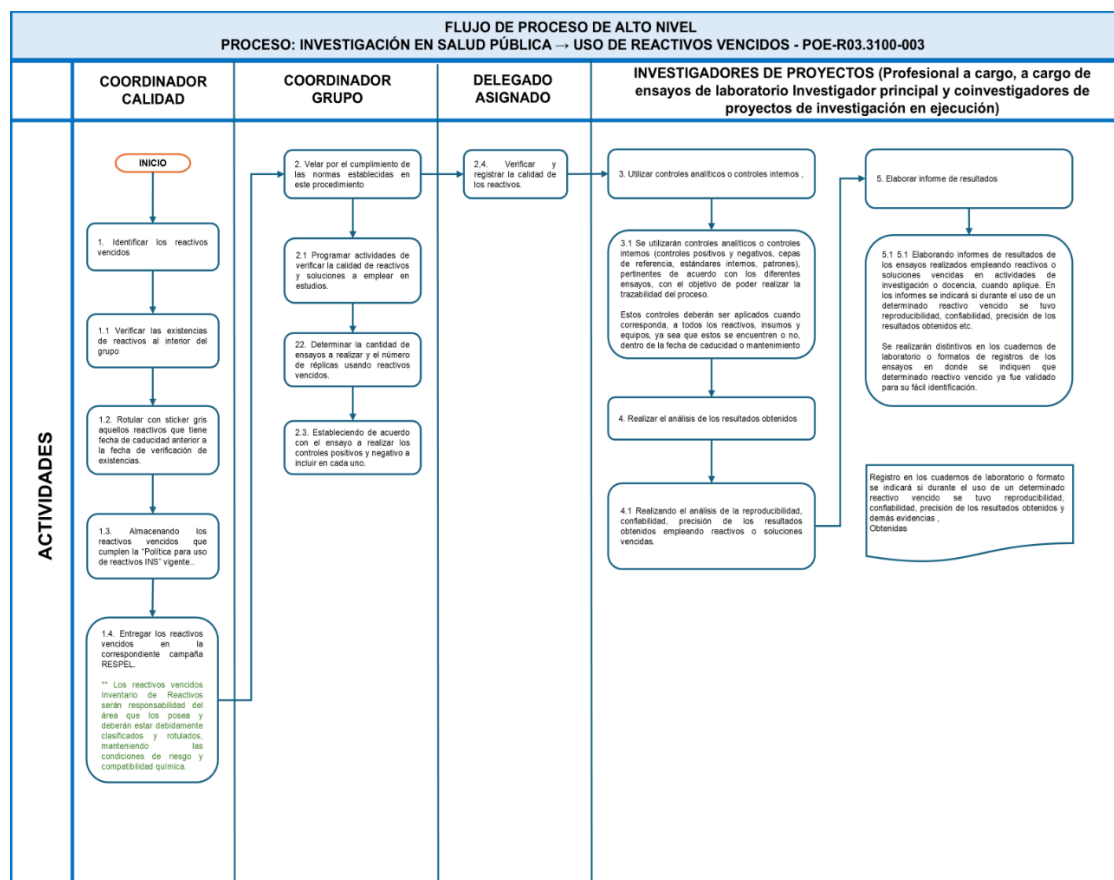 FLUJO DE PROCESO DE ALTO NIVEL
PROCESO: INVESTIGACIÓN EN SALUD PÚBLICA → USO DE REACTIVOS VENCIDOS - POE-R03.3100-003
COORDINADOR
CALIDAD
COORDINADOR
GRUPO
DELEGADO
ASIGNADO
INVESTIGADORES DE PROYECTOS (Profesional a cargo, a cargo de
ensayos de laboratorio Investigador principal y coinvestigadores de
proyectos de investigación en ejecución)
ACTIVIDADES
INICIO
1. Identificar los reactivos
vencidos
1.1 Verificar las existencias
de reactivos al interior del
grupo
1.2. Rotular con sticker gris
aquellos reactivos que tiene
fecha de caducidad anterior a
la fecha de verificación de
existencias.
1.3. Almacenando los
reactivos vencidos que
cumplen la “Política para uso
de reactivos INS” vigente..
1.4. Entregar los reactivos
vencidos en la
correspondiente campaña
RESPEL.
** Los reactivos vencidos
Inventario de Reactivos
serán responsabilidad del
área que los posea y
deberán estar debidamente
clasificados y rotulados,
manteniendo las
condiciones de riesgo y
compatibilidad química.
2. Velar por el cumplimiento de
las normas establecidas en
este procedimiento
2.1 Programar actividades de
verificar la calidad de reactivos
y soluciones a emplear en
estudios.
22. Determinar la cantidad de
ensayos a realizar y el número
de réplicas usando reactivos
vencidos.
2.3. Estableciendo de acuerdo
con el ensayo a realizar los
controles positivos y negativo a
incluir en cada uno.
2,4. Verificar y
registrar la calidad de
los reactivos.
3. Utilizar controles analíticos o controles internos ,
3.1 Se utilizarán controles analíticos o controles
internos (controles positivos y negativos, cepas
de referencia, estándares internos, patrones),
pertinentes de acuerdo con los diferentes
ensayos, con el objetivo de poder realizar la
trazabilidad del proceso.
Estos controles deberán ser aplicados cuando
corresponda, a todos los reactivos, insumos y
equipos, ya sea que estos se encuentren o no,
dentro de la fecha de caducidad o mantenimiento
4. Realizar el análisis de los resultados obtenidos
4.1 Realizando el análisis de la reproducibilidad,
confiabilidad, precisión de los resultados
obtenidos empleando reactivos o soluciones
vencidas.
5. Elaborar informe de resultados
5.1 5.1 Elaborando informes de resultados de
los ensayos realizados empleando reactivos o
soluciones vencidas en actividades de
investigación o docencia, cuando aplique. En
los informes se indicará si durante el uso de un
determinado reactivo vencido se tuvo
reproducibilidad, confiabilidad, precisión de los
resultados obtenidos etc.
Se realizarán distintivos en los cuadernos de
laboratorio o formatos de registros de los
ensayos en donde se indiquen que
determinado reactivo vencido ya fue validado
para su fácil identificación.
Registro en los cuadernos de laboratorio o formato
se indicará si durante el uso de un determinado
reactivo vencido se tuvo reproducibilidad,
confiabilidad, precisión de los resultados obtenidos y
demás evidencias ,
Obtenidas